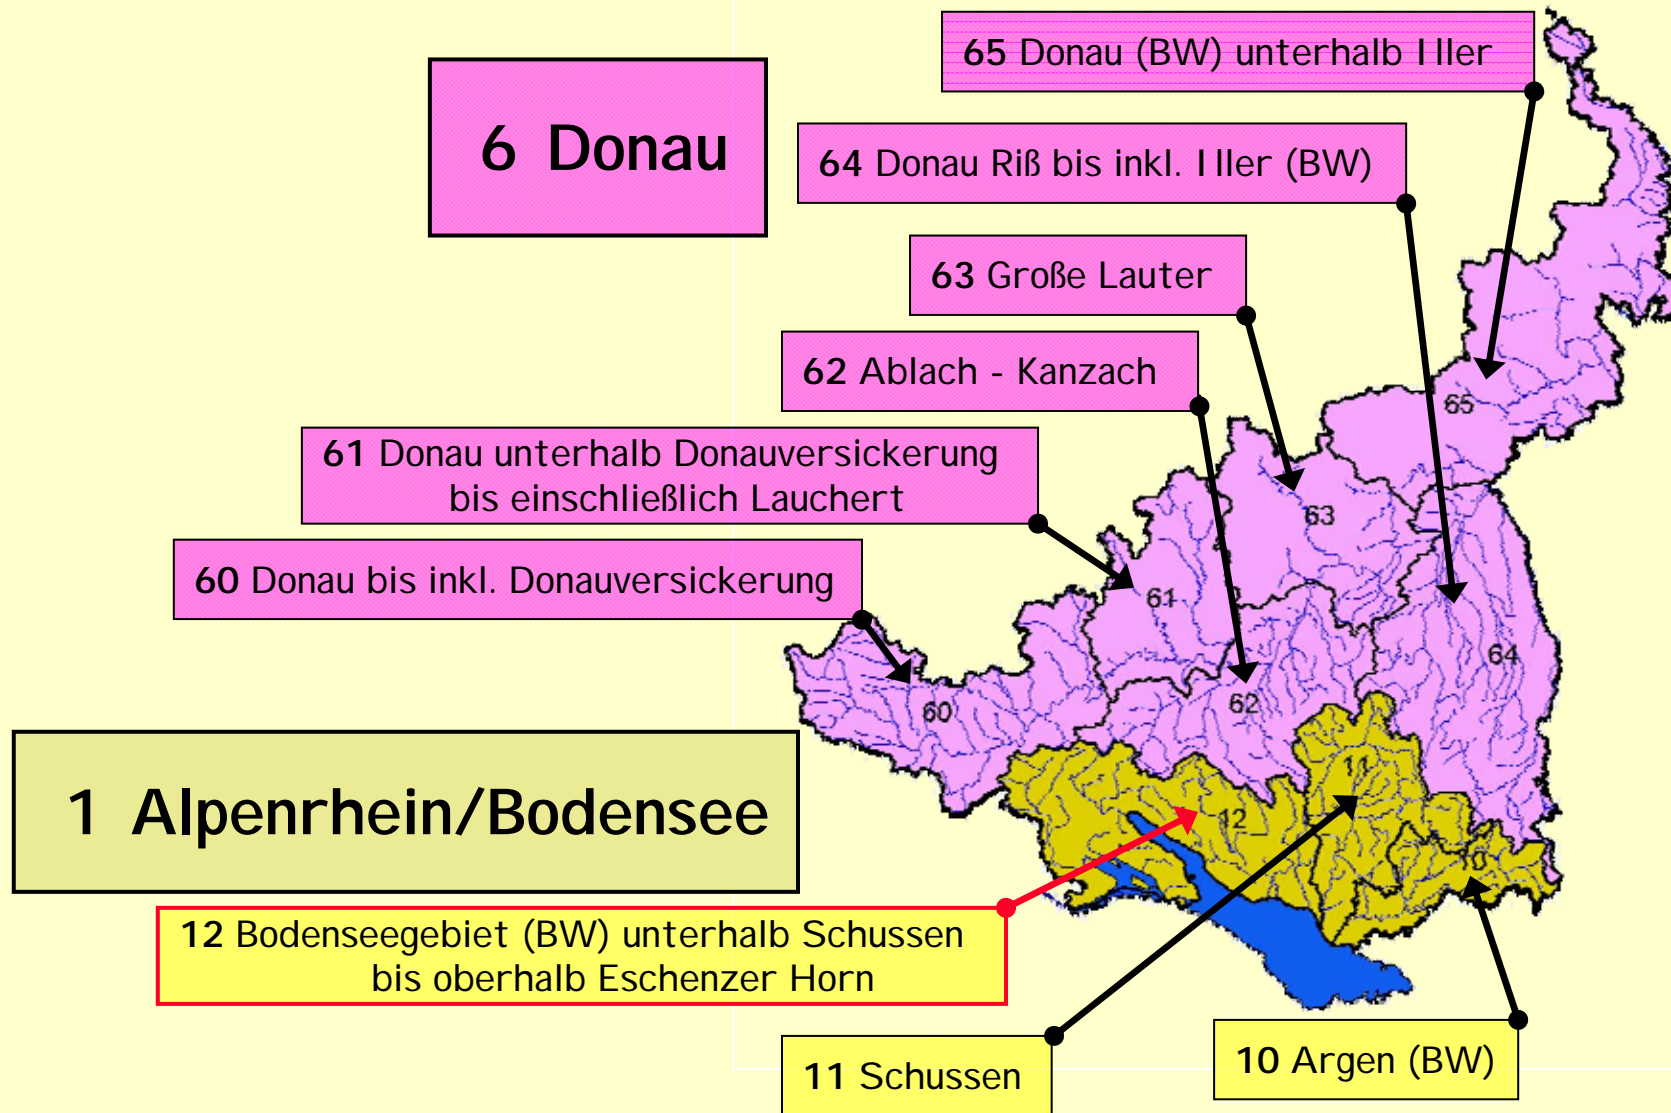 65 Donau (BW) unterhalb Iller
6 Donau
64 Donau Riß bis inkl. Iller (BW)
63 Große Lauter
62 Ablach - Kanzach
65
61 Donau unterhalb Donauversickerung
bis einschließlich Lauchert
63
60 Donau bis inkl. Donauversickerung
61
64
62
60
1 Alpenrhein/Bodensee
11
12
10
12 Bodenseegebiet (BW) unterhalb Schussen
bis oberhalb Eschenzer Horn
11 Schussen
10 Argen (BW)